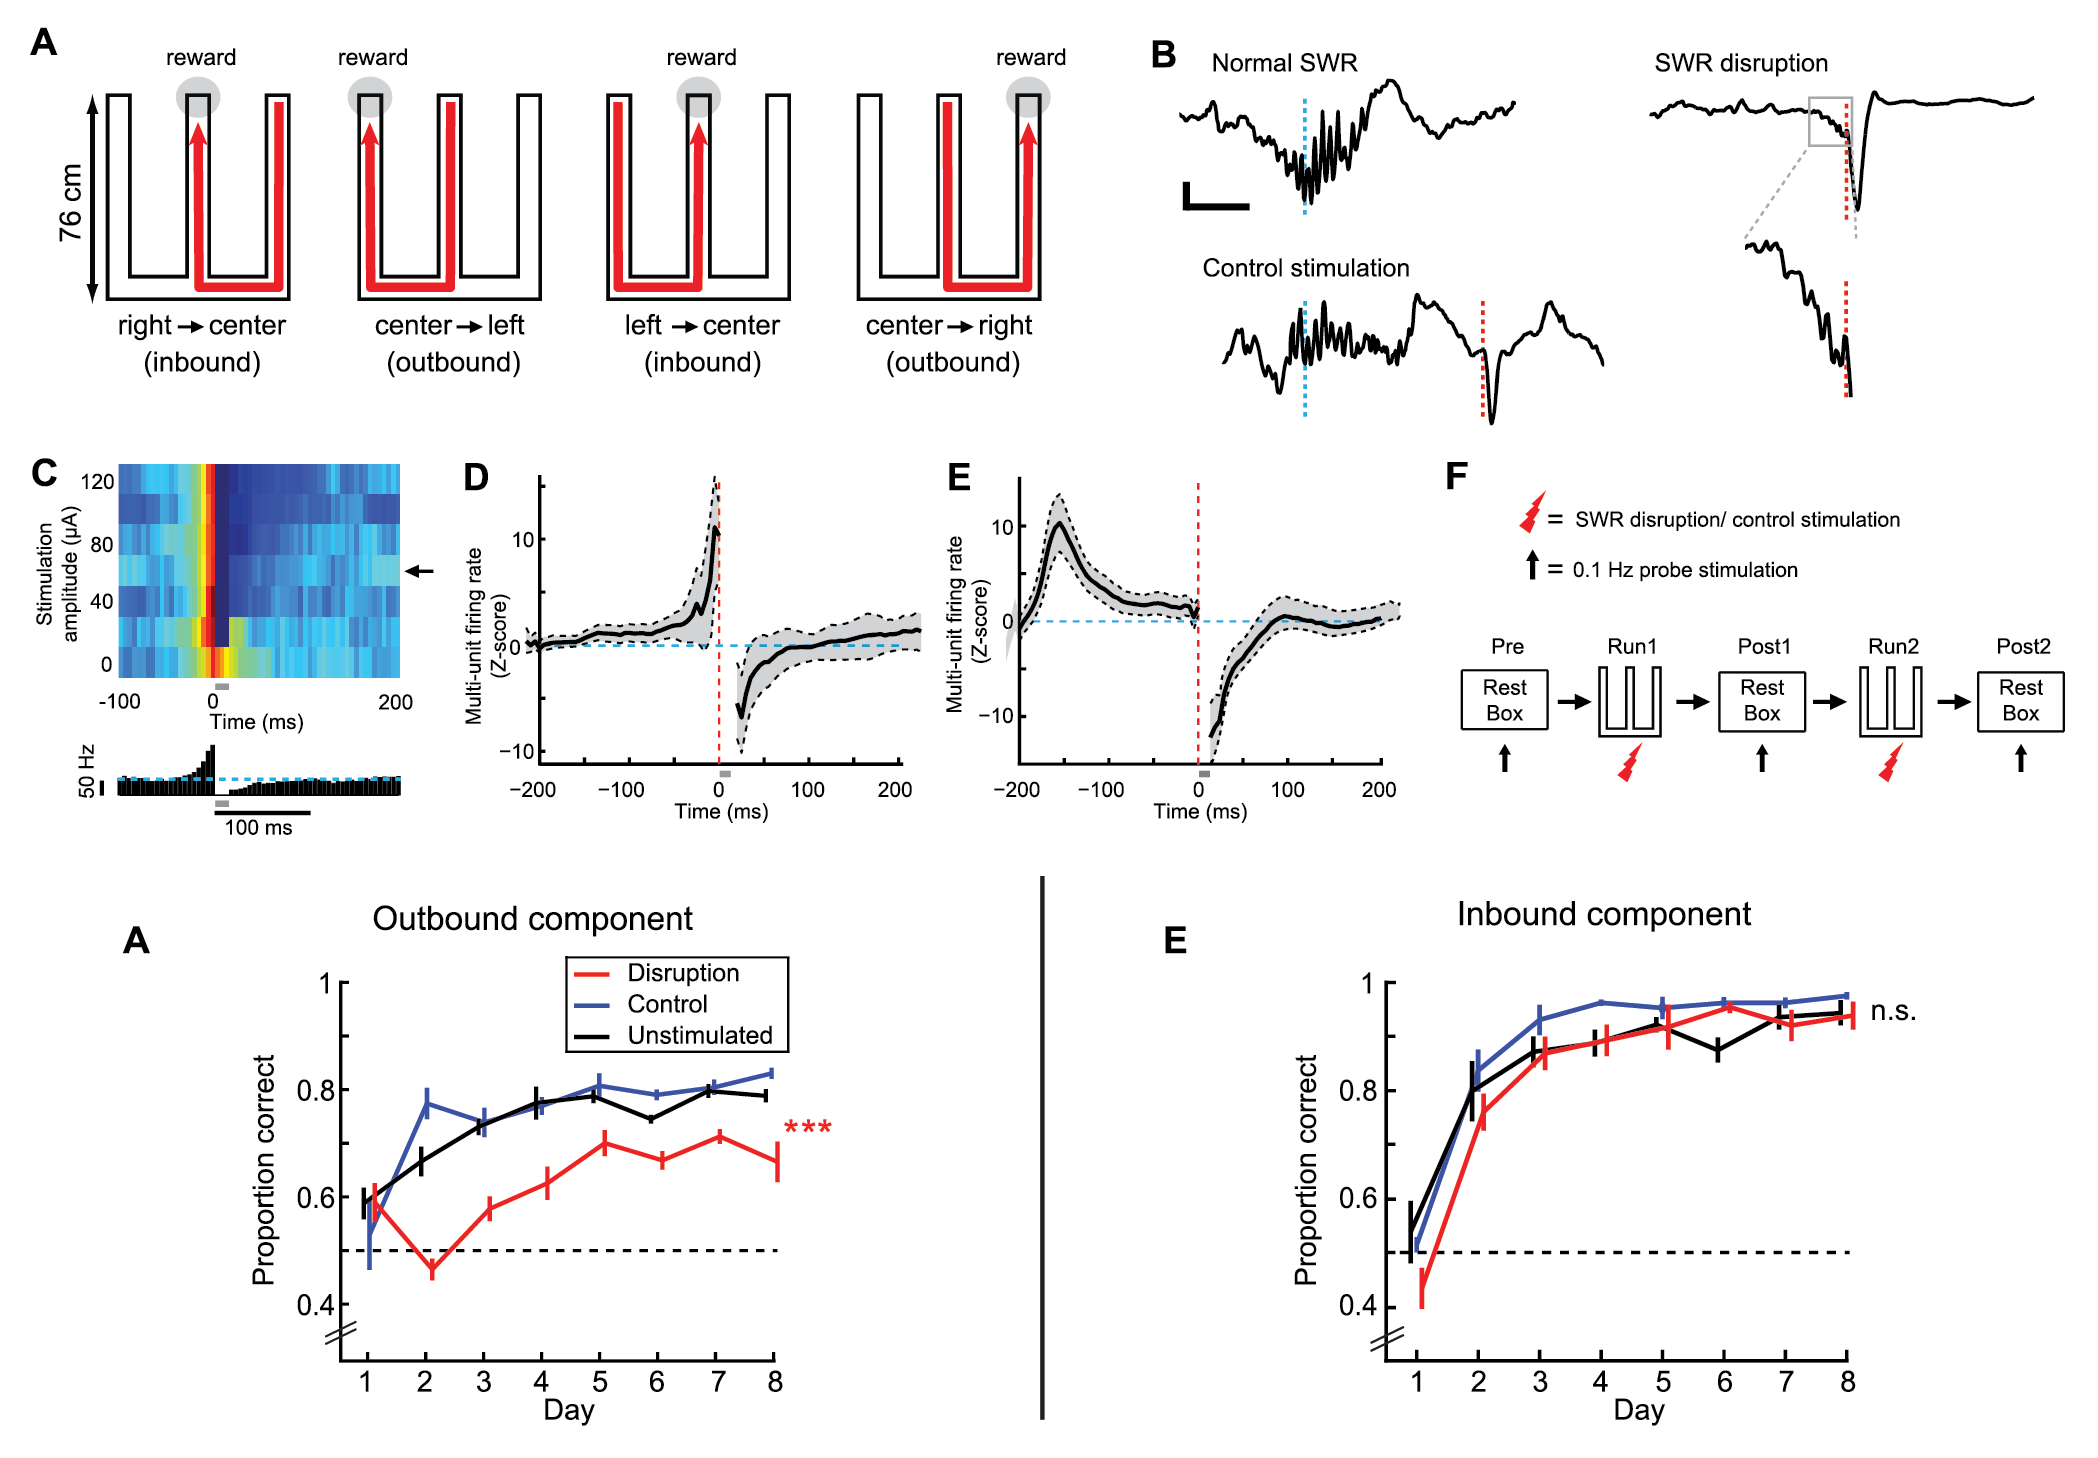 A
reward
reward
reward
reward
76 cm
right → center
(inbound)
center → left
(outbound)
left → center
(inbound)
center → right
(outbound)
B
Normal SWR
SWR disruption
Control stimulation
C
Stimulation
amplitude (µA)
120
80
40
0
-100
0
200
Time (ms)
50 Hz
100 ms
D
Multi-unit firing rate
(Z-score)
10
0
−10
−200
−100
0
100
200
Time (ms)
E
Multi-unit firing rate
(Z-score)
10
0
−10
−200
−100
0
100
200
Time (ms)
F
= SWR disruption/ control stimulation
= 0.1 Hz probe stimulation
Pre
Run1
Post1
Run2
Post2
Rest
Box
Rest
Box
Rest
Box
A
Outbound component
Disruption
Control
Unstimulated
Proportion correct
1
0.8
0.6
0.4
***
1 2 3 4 5 6 7 8
Day
E
Inbound component
Proportion correct
1
0.8
0.6
0.4
n.s.
1 2 3 4 5 6 7 8
Day